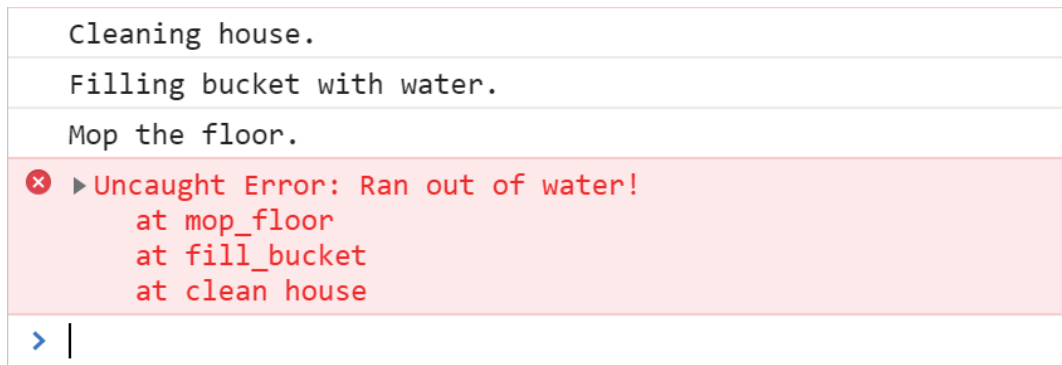 Cleaning house.
Filling bucket with water.
Mop the floor.
Uncaught Error: Ran out of water!
at mop_floor
at fill_bucket
at clean house